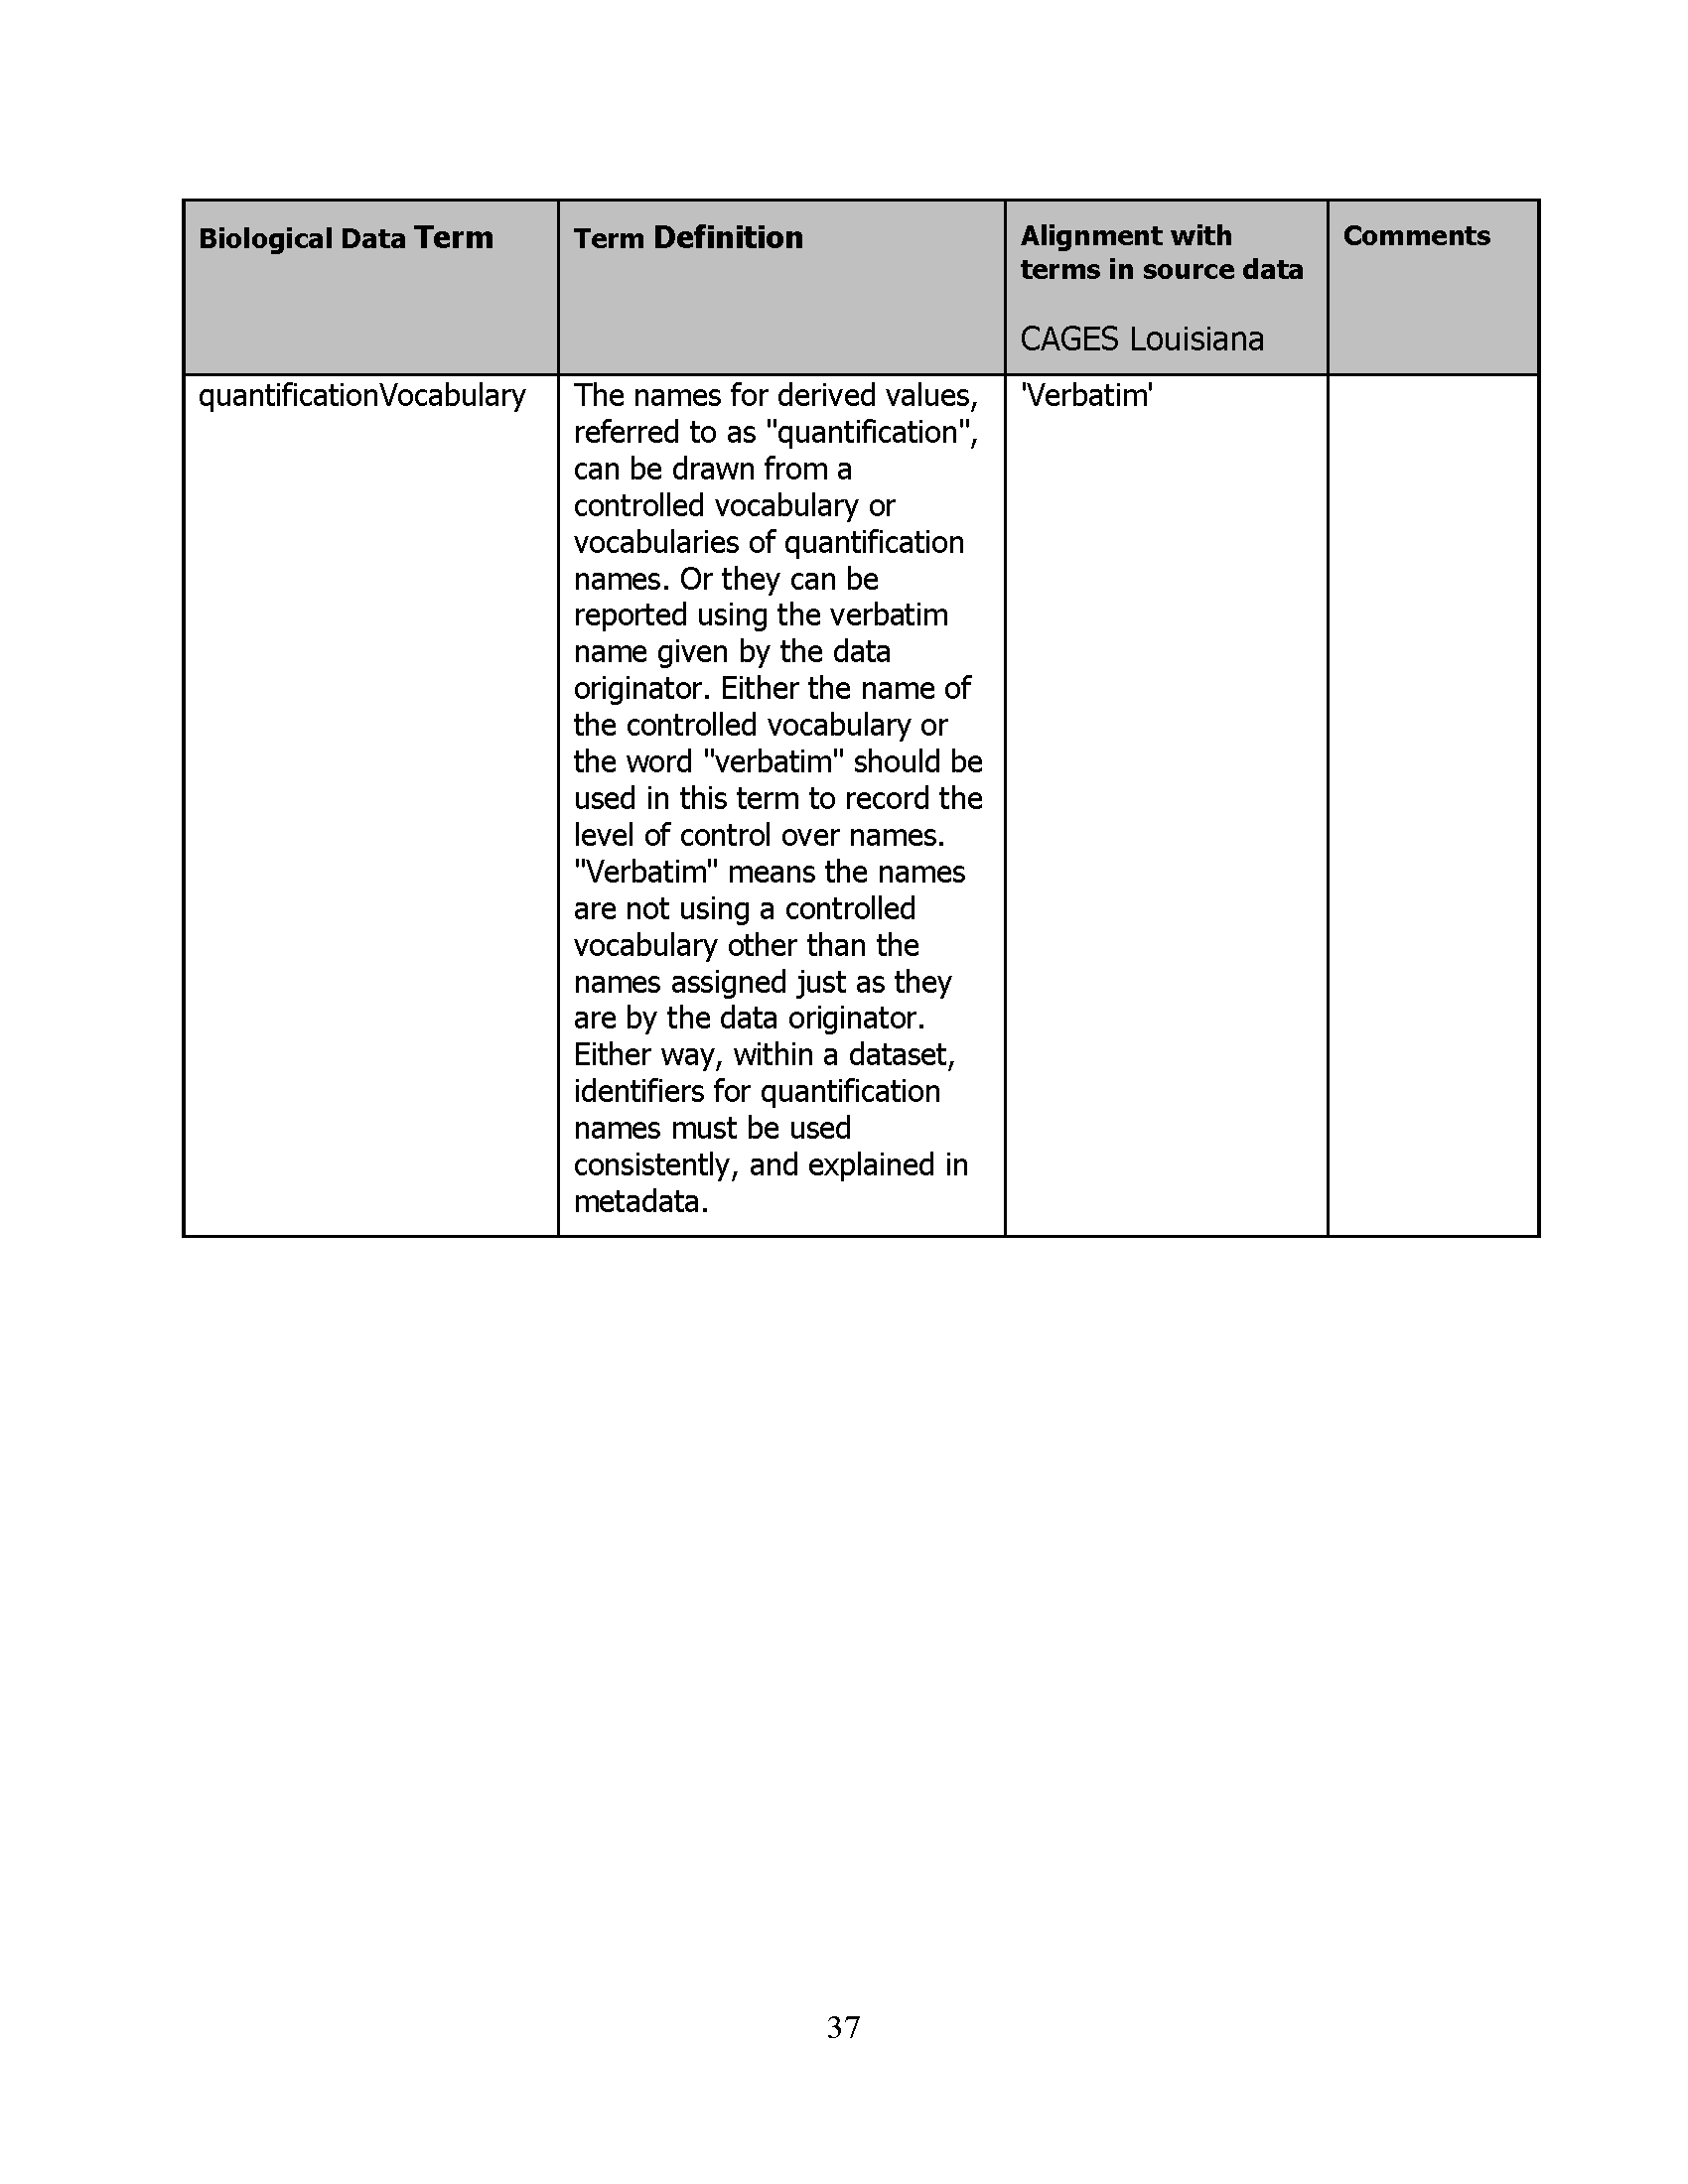 Biological Data Term
Term Definition
Alignment with
terms in source data
CAGES Louisiana
Comments
quantificationVocabulary
The names for derived values,
referred to as "quantification",
can be drawn from a
controlled vocabulary or
vocabularies of quantification
names. Or they can be
reported using the verbatim
name given by the data
originator. Either the name of
the controlled vocabulary or
the word "verbatim" should be
used in this term to record the
level of control over names.
"Verbatim" means the names
are not using a controlled
vocabulary other than the
names assigned just as they
are by the data originator.
Either way, within a dataset,
identifiers for quantification
names must be used
consistently, and explained in
metadata.
'Verbatim'
37